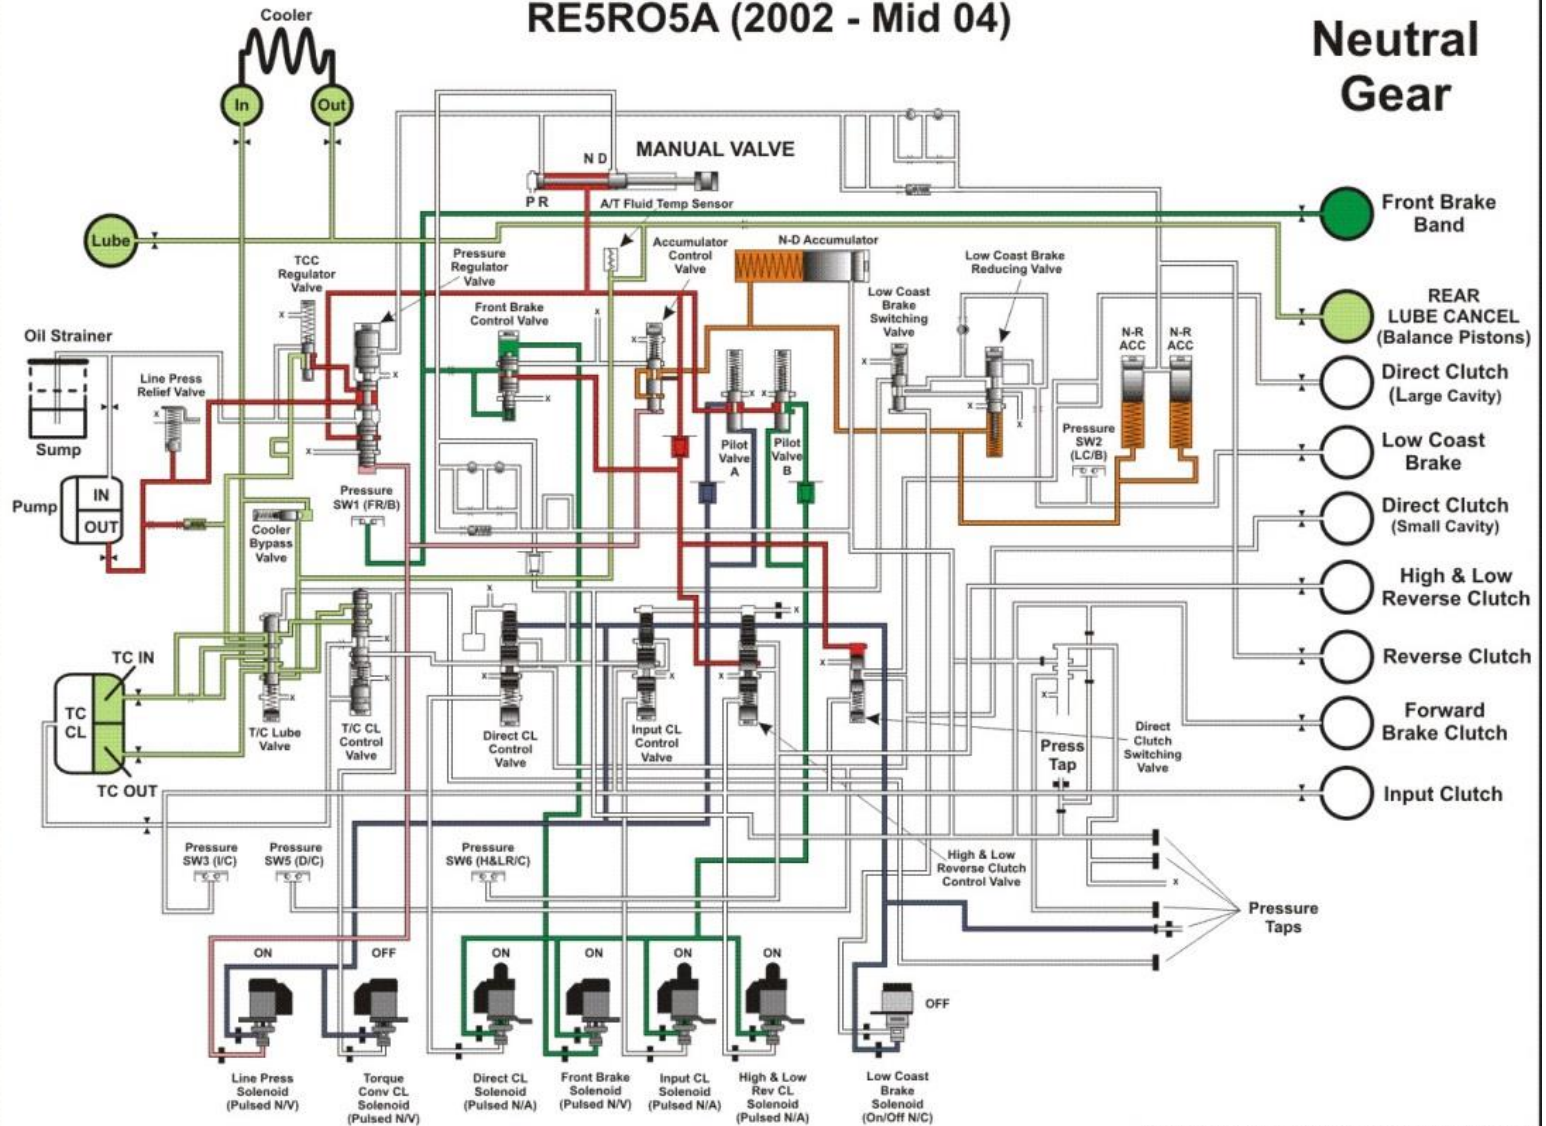 RE5RO5A (2002 - Mid 04)
Neutral
Gear
Cooler
In
Out
Lube
MANUAL VALVE
N D
P R
A/T Fluid Temp Sensor
Front Brake
Band
TCC
Regulator
Valve
Pressure
Regulator
Valve
Accumulator
Control
Valve
N-D Accumulator
Low Coast Brake
Reducing Valve
Low Coast
Brake
Switching
Valve
Front Brake
Control Valve
REAR
LUBE CANCEL
(Balance Pistons)
N-R
ACC
N-R
ACC
Oil Strainer
Sump
Line Press
Relief Valve
X
X
X
X
X
X
X
X
X
X
X
X
X
Direct Clutch
(Large Cavity)
Pilot
Valve
A
Pilot
Valve
B
Pressure
SW2
(LC/B)
Low Coast
Brake
Pump
IN
OUT
Pressure
SW1 (FR/B)
Cooler
Bypass
Valve
Direct Clutch
(Small Cavity)
High & Low
Reverse Clutch
X
X
X
X
X
X
X
X
X
X
Reverse Clutch
TC IN
TC
CL
TC OUT
T/C Lube
Valve
T/C CL
Control
Valve
Direct CL
Control
Valve
Input CL
Control
Valve
Press
Tap
Direct
Clutch
Switching
Valve
Forward
Brake Clutch
Input Clutch
Pressure
SW3 (I/C)
Pressure
SW5 (D/C)
Pressure
SW6 (H&LR/C)
High & Low
Reverse Clutch
Control Valve
X
Pressure
Taps
ON
OFF
ON
ON
ON
ON
OFF
Line Press
Solenoid
(Pulsed N/V)
Torque
Conv CL
Solenoid
(Pulsed N/V)
Direct CL
Solenoid
(Pulsed N/A)
Front Brake
Solenoid
(Pulsed N/V)
Input CL
Solenoid
(Pulsed N/A)
High & Low
Rev CL
Solenoid
(Pulsed N/A)
Low Coast
Brake
Solenoid
(On/Off N/C)